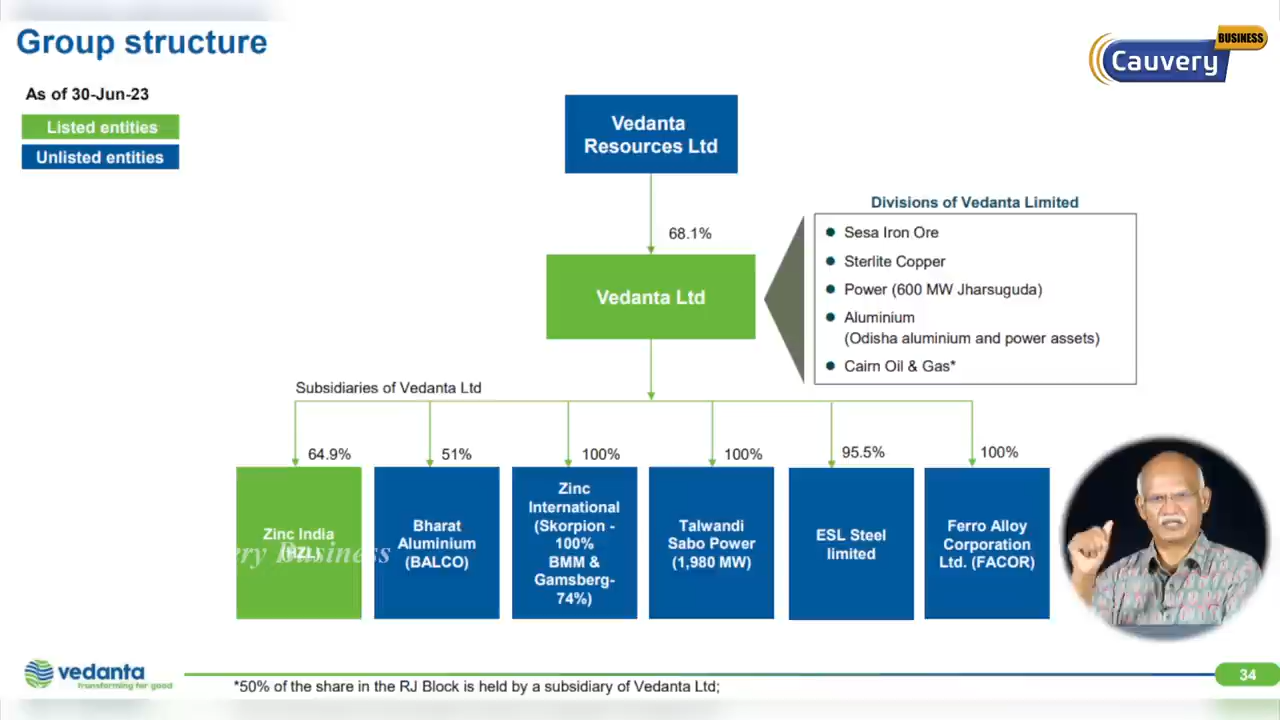 Group structure
BUSINESS
Cauvery
As of 30-Jun-23
Listed entities
Unlisted entities
Vedanta
Resources Ltd
68.1%
Divisions of Vedanta Limited
Sesa Iron Ore
Sterlite Copper
Power (600 MW Jharsuguda)
Aluminium
(Odisha aluminium and power assets)
Cairn Oil & Gas*
Vedanta Ltd
Subsidiaries of Vedanta Ltd
64.9%
51%
100%
100%
95.5%
100%
Zinc India
(HZL)
Bharat
Aluminium
(BALCO)
Zinc
International
(Skorpion -
100%
BMM &
Gamsberg-
74%)
Talwandi
Sabo Power
(1,980 MW)
ESL Steel
limited
Ferro Alloy
Corporation
Ltd. (FACOR)
Business
vedanta
transforming for good
*50% of the share in the RJ Block is held by a subsidiary of Vedanta Ltd;
34